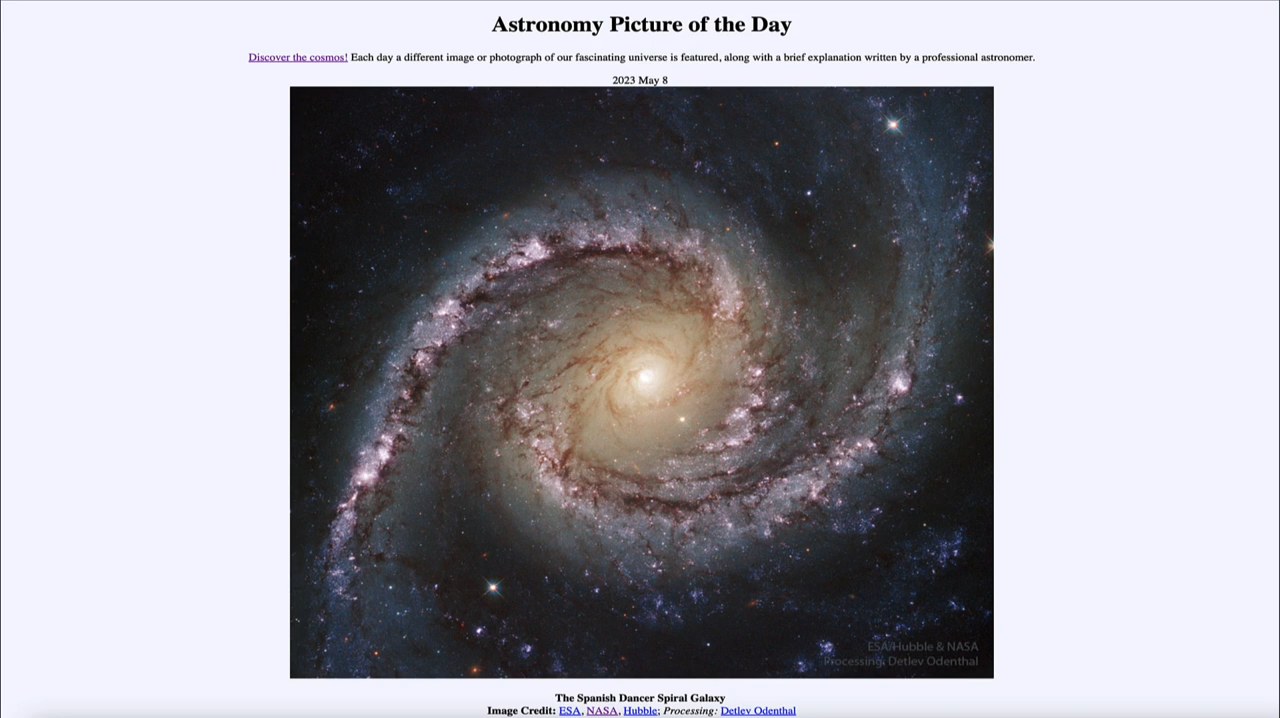 Astronomy Picture of the Day
Discover the cosmos! Each day a different image or photograph of our fascinating universe is featured, along with a brief explanation written by a professional astronomer.
2023 May 8
ESA/Hubble & NASA
Processing: Detlev Odenthal
The Spanish Dancer Spiral Galaxy
Image Credit: ESA, NASA, Hubble; Processing: Detlev Odenthal